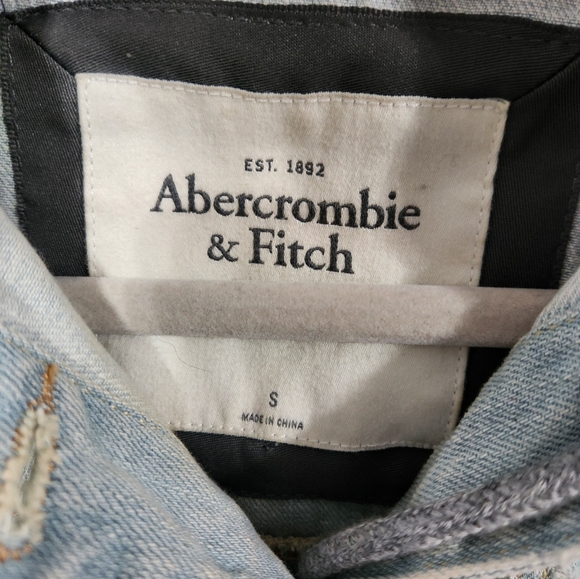 EST. 1892
Abercrombie
& Fitch
S
MADE IN CHINA